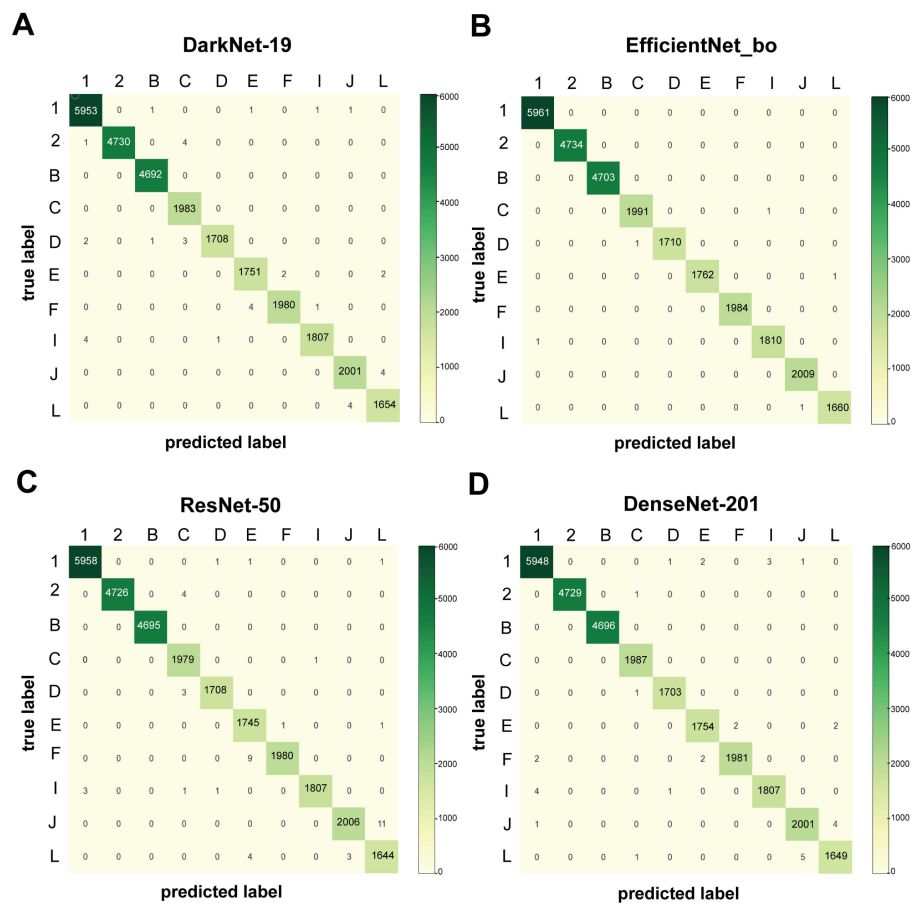 A
DarkNet-19
1 2 B C D E F I J L
1 5953 0 1 0 0 1 0 1 1 0
2 1 4730 0 4 0 0 0 0 0 0
B 0 0 4692 0 0 0 0 0 0 0
C 0 0 0 1983 0 0 0 0 0 0
D 2 0 1 3 1708 0 0 0 0 0
E 0 0 0 0 0 1751 2 0 0 2
F 0 0 0 0 0 4 1980 1 0 0
I 4 0 0 0 1 0 0 1807 0 0
J 0 0 0 0 0 0 0 0 2001 4
L 0 0 0 0 0 0 0 0 4 1654
true label
predicted label
6000
5000
4000
3000
2000
1000
0
B
EfficientNet_bo
1 2 B C D E F I J L
1 5961 0 0 0 0 0 0 0 0 0
2 0 4734 0 0 0 0 0 0 0 0
B 0 0 4703 0 0 0 0 0 0 0
C 0 0 0 1991 0 0 0 1 0 0
D 0 0 0 1 1710 0 0 0 0 0
E 0 0 0 0 0 1762 0 0 0 1
F 0 0 0 0 0 0 1984 0 0 0
I 1 0 0 0 0 0 0 1810 0 0
J 0 0 0 0 0 0 0 0 2009 0
L 0 0 0 0 0 0 0 0 1 1660
true label
predicted label
6000
5000
4000
3000
2000
1000
0
C
ResNet-50
1 2 B C D E F I J L
1 5958 0 0 0 1 1 0 0 1 0
2 0 4726 0 4 0 0 0 0 0 0
B 0 0 4695 0 0 0 0 0 0 0
C 0 0 0 1979 0 0 0 1 0 0
D 0 0 0 3 1708 0 0 0 0 0
E 0 0 0 0 0 1745 1 0 0 1
F 0 0 0 0 0 9 1980 0 0 0
I 3 0 0 1 1 0 0 1807 0 0
J 0 0 0 0 0 0 0 0 2006 11
L 0 0 0 0 0 4 0 0 3 1644
true label
predicted label
6000
5000
4000
3000
2000
1000
0
D
DenseNet-201
1 2 B C D E F I J L
1 5948 0 0 0 1 2 0 3 1 0
2 0 4729 0 1 0 0 0 0 0 0
B 0 0 4696 0 0 0 0 0 0 0
C 0 0 0 1987 0 0 0 0 0 0
D 0 0 0 1 1703 0 0 0 0 0
E 0 0 0 0 0 1754 2 0 0 2
F 2 0 0 0 0 2 1981 0 0 0
I 4 0 0 0 1 0 0 1807 0 0
J 1 0 0 0 0 0 0 0 2001 4
L 0 0 0 1 0 0 0 0 5 1649
true label
predicted label
6000
5000
4000
3000
2000
1000
0